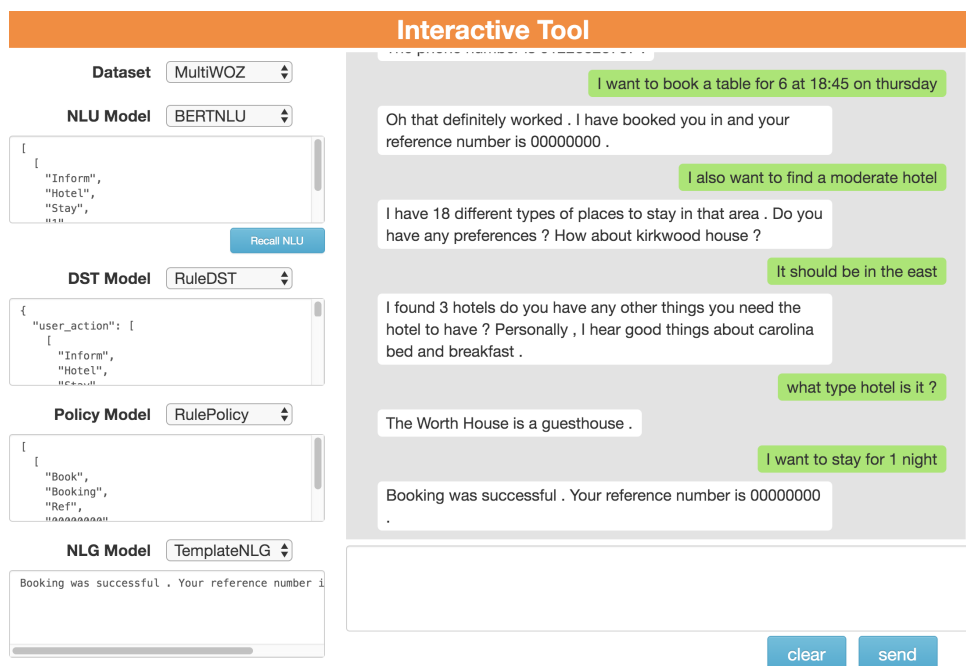 Interactive Tool
Dataset
MultiWOZ
NLU Model
BERTNLU
[
[
"Inform",
"Hotel",
"Stay",
"1"
Recall NLU
DST Model
RuleDST
{
"user_action": [
[
"Inform",
"Hotel",
"Stay",
Policy Model
RulePolicy
[
[
"Book",
"Booking",
"Ref",
"00000000"
NLG Model
TemplateNLG
Booking was successful . Your reference number i
The phone number is
I want to book a table for 6 at 18:45 on thursday
Oh that definitely worked . I have booked you in and your
reference number is 00000000 .
I also want to find a moderate hotel
I have 18 different types of places to stay in that area . Do you
have any preferences ? How about kirkwood house ?
It should be in the east
I found 3 hotels do you have any other things you need the
hotel to have ? Personally , I hear good things about carolina
bed and breakfast .
what type hotel is it ?
The Worth House is a guesthouse .
I want to stay for 1 night
Booking was successful . Your reference number is 00000000
.
clear
send